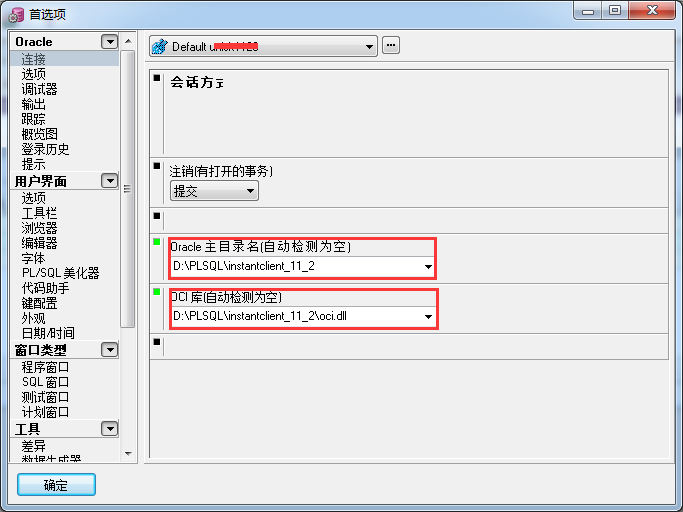 首选项
Oracle
连接
选项
调试器
输出
跟踪
概览图
登录历史
提示
用户界面
选项
工具栏
浏览器
编辑器
字体
PL/SQL 美化器
代码助手
键配置
外观
日期/时间
窗口类型
程序窗口
SQL 窗口
测试窗口
计划窗口
工具
差异
数据生成器
Default
会话方式
注销(有打开的事务)
提交
Oracle 主目录名(自动检测为空)
D:\PLSQL\instantclient_11_2
OCI 库(自动检测为空)
D:\PLSQL\instantclient_11_2\oci.dll
确定